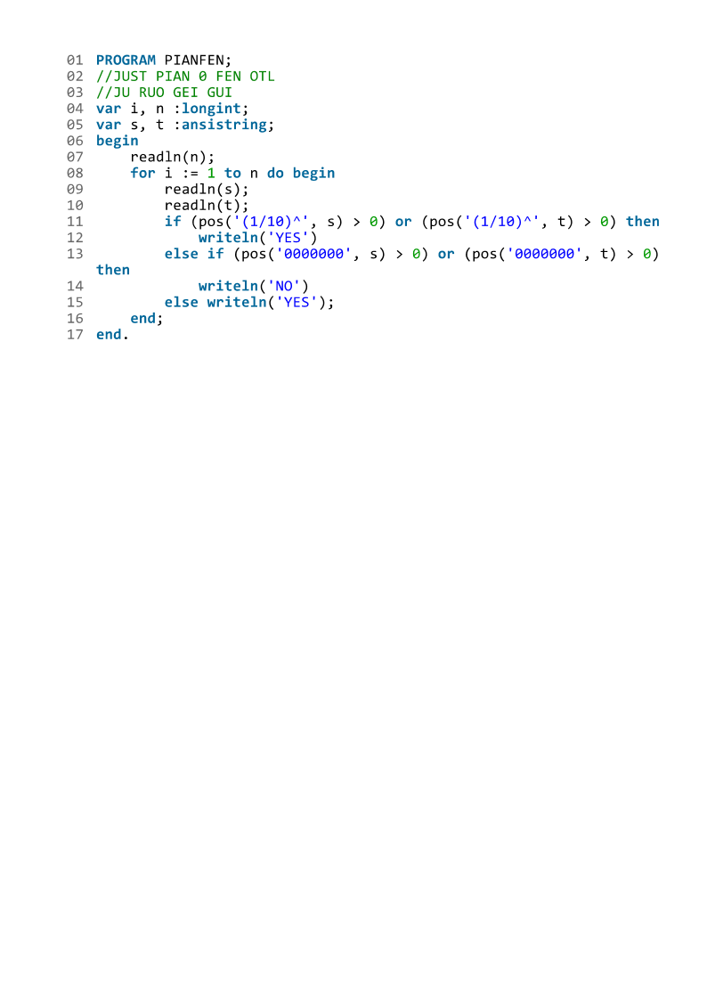 01 PROGRAM PIANFEN;
02 //JUST PIAN 0 FEN OTL
03 //JU RUO GEI GUI
04 var i, n :longint;
05 var s, t :ansistring;
06 begin
07     readln(n);
08     for i := 1 to n do begin
09         readln(s);
10         readln(t);
11         if (pos('(1/10)^', s) > 0) or (pos('(1/10)^', t) > 0) then
12             writeln('YES')
13         else if (pos('0000000', s) > 0) or (pos('0000000', t) > 0)
then
14             writeln('NO')
15         else writeln('YES');
16     end;
17 end.